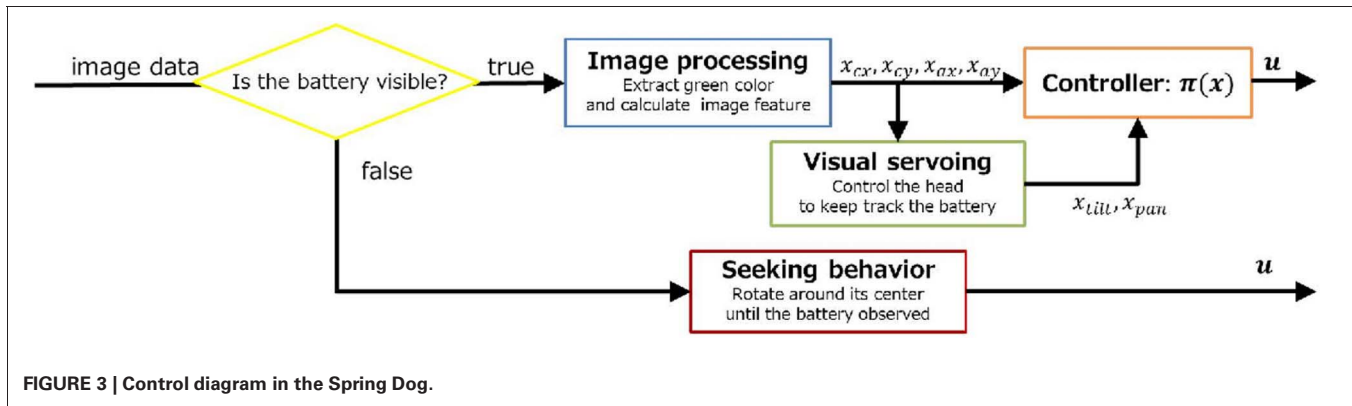 image data
Is the battery visible?
true
false
Image processing
Extract green color
and calculate image feature
x_cx, x_cy, x_ax, x_ay
Controller: π(x)
u
Visual servoing
Control the head
to keep track the battery
x_tilt, x_pan
Seeking behavior
Rotate around its center
until the battery observed
u
FIGURE 3 | Control diagram in the Spring Dog.